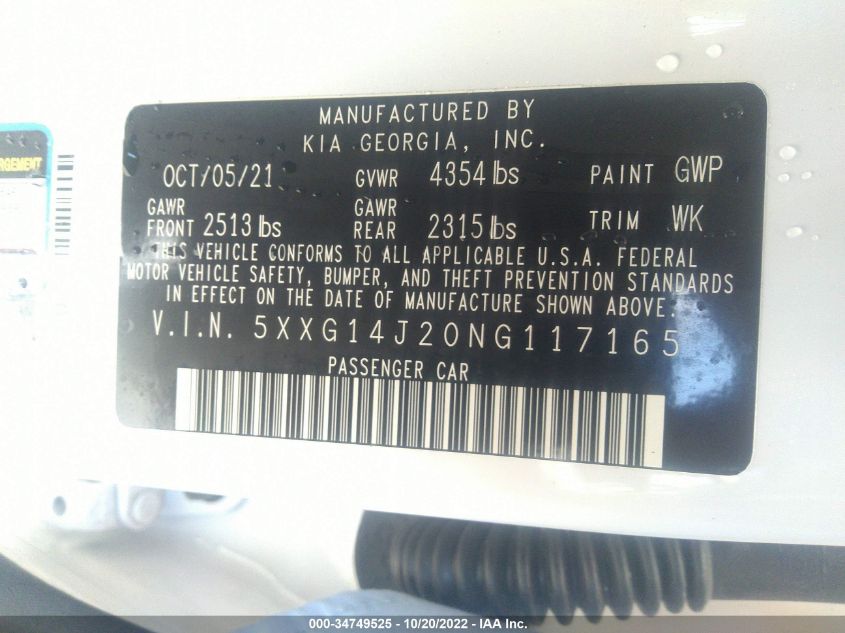 MANUFACTURED BY
KIA GEORGIA, INC.
OCT/05/21 GVWR 4354 lbs PAINT GWP
GAWR FRONT 2513 lbs GAWR REAR 2315 lbs TRIM WK
THIS VEHICLE CONFORMS TO ALL APPLICABLE U.S.A. FEDERAL
MOTOR VEHICLE SAFETY, BUMPER, AND THEFT PREVENTION STANDARDS
IN EFFECT ON THE DATE OF MANUFACTURE SHOWN ABOVE.
V.I.N. 5XXG14J20NG117165
PASSENGER CAR
000-34749525 - 10/20/2022 - IAA Inc.